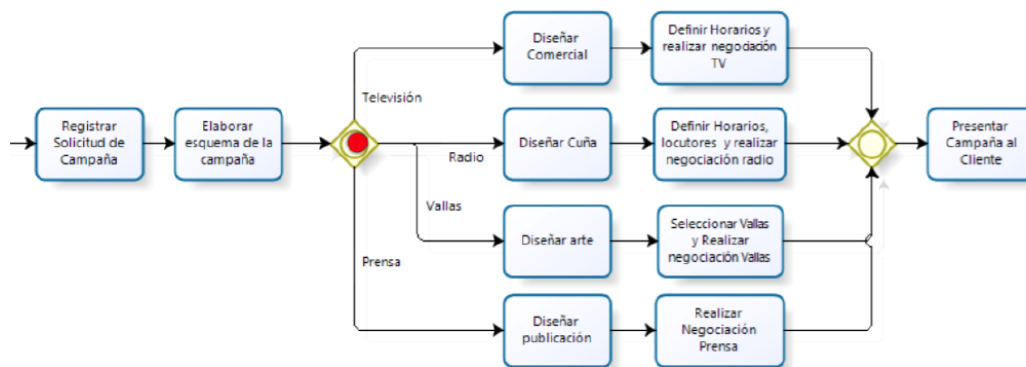 Diseñar
Comercial
Definir Horarios y
realizar negociación
TV
Televisión
Registrar
Solicitud de
Campaña
Elaborar
esquema de la
campaña
Radio
Diseñar Cuña
Definir Horarios,
locutores y realizar
negociación radio
Presentar
Campaña al
Cliente
Vallas
Diseñar arte
Seleccionar Vallas
y Realizar
negociación Vallas
Prensa
Diseñar
publicación
Realizar
Negociación
Prensa